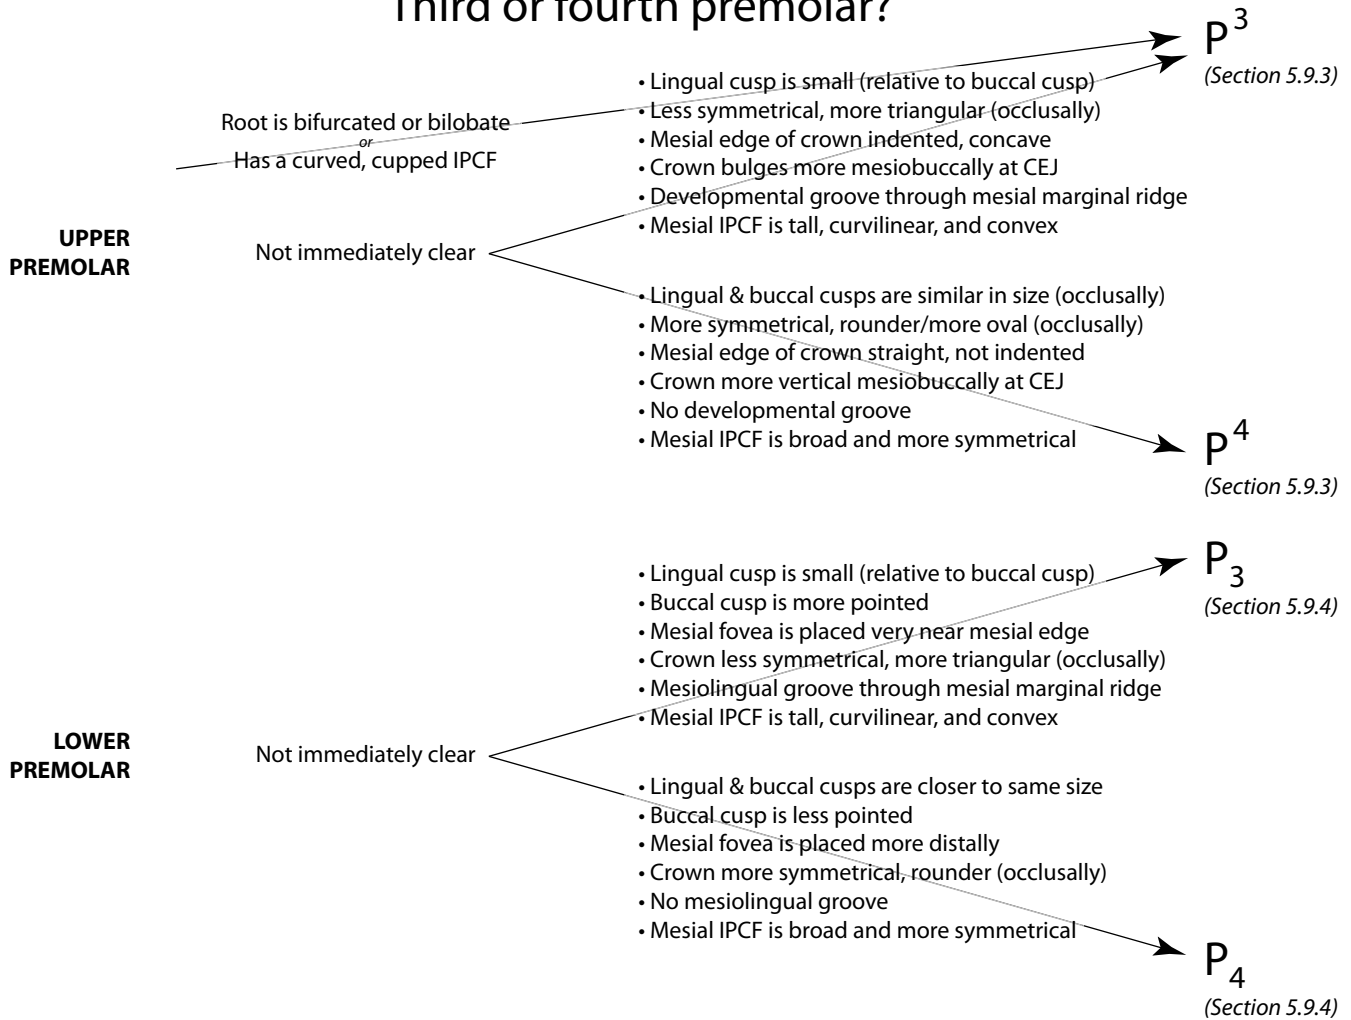 Third or fourth premolar?
P3
(Section 5.9.3)
Root is bifurcated or bilobate
or
Has a curved, cupped IPCF
• Lingual cusp is small (relative to buccal cusp)
• Less symmetrical, more triangular (occlusally)
• Mesial edge of crown indented, concave
• Crown bulges more mesiobuccally at CEJ
• Developmental groove through mesial marginal ridge
• Mesial IPCF is tall, curvilinear, and convex
UPPER
PREMOLAR
Not immediately clear
• Lingual & buccal cusps are similar in size (occlusally)
• More symmetrical, rounder/more oval (occlusally)
• Mesial edge of crown straight, not indented
• Crown more vertical mesiobuccally at CEJ
• No developmental groove
• Mesial IPCF is broad and more symmetrical
P4
(Section 5.9.3)
P3
(Section 5.9.4)
• Lingual cusp is small (relative to buccal cusp)
• Buccal cusp is more pointed
• Mesial fovea is placed very near mesial edge
• Crown less symmetrical, more triangular (occlusally)
• Mesiolingual groove through mesial marginal ridge
• Mesial IPCF is tall, curvilinear, and convex
LOWER
PREMOLAR
Not immediately clear
• Lingual & buccal cusps are closer to same size
• Buccal cusp is less pointed
• Mesial fovea is placed more distally
• Crown more symmetrical, rounder (occlusally)
• No mesiolingual groove
• Mesial IPCF is broad and more symmetrical
P4
(Section 5.9.4)